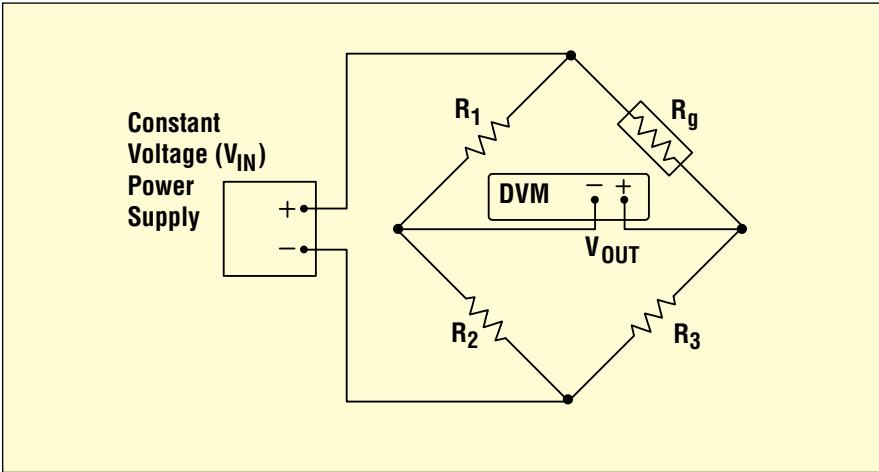 Constant
Voltage (VIN)
Power
Supply
+
−
R1
Rg
DVM − +
VOUT
R2
R3